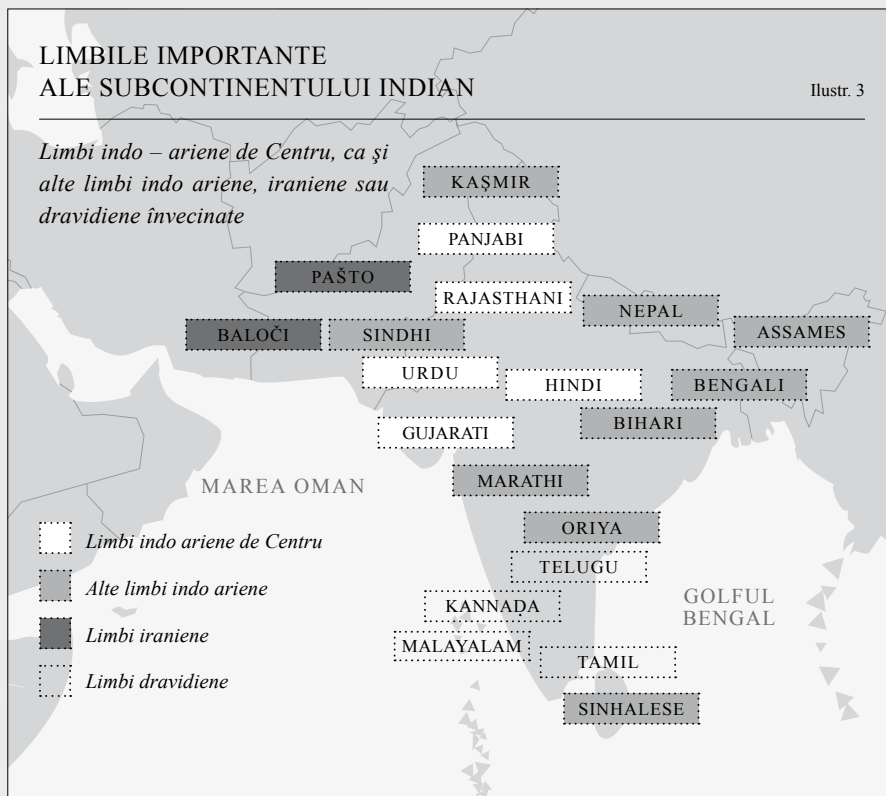 LIMBILE IMPORTANTE
ALE SUBCONTINENTULUI INDIAN
Ilustr. 3
Limbi indo – ariene de Centru, ca şi
alte limbi indo ariene, iraniene sau
dravidiene învecinate
KAŞMIR
PANJABI
PAŠTO
RAJASTHANI
NEPAL
BALOČI
SINDHI
ASSAMES
URDU
HINDI
BENGALI
GUJARATI
BIHARI
MAREA OMAN
MARATHI
ORIYA
TELUGU
KANNAḌA
MALAYALAM
TAMIL
SINHALESE
GOLFUL
BENGAL
Limbi indo ariene de Centru
Alte limbi indo ariene
Limbi iraniene
Limbi dravidiene